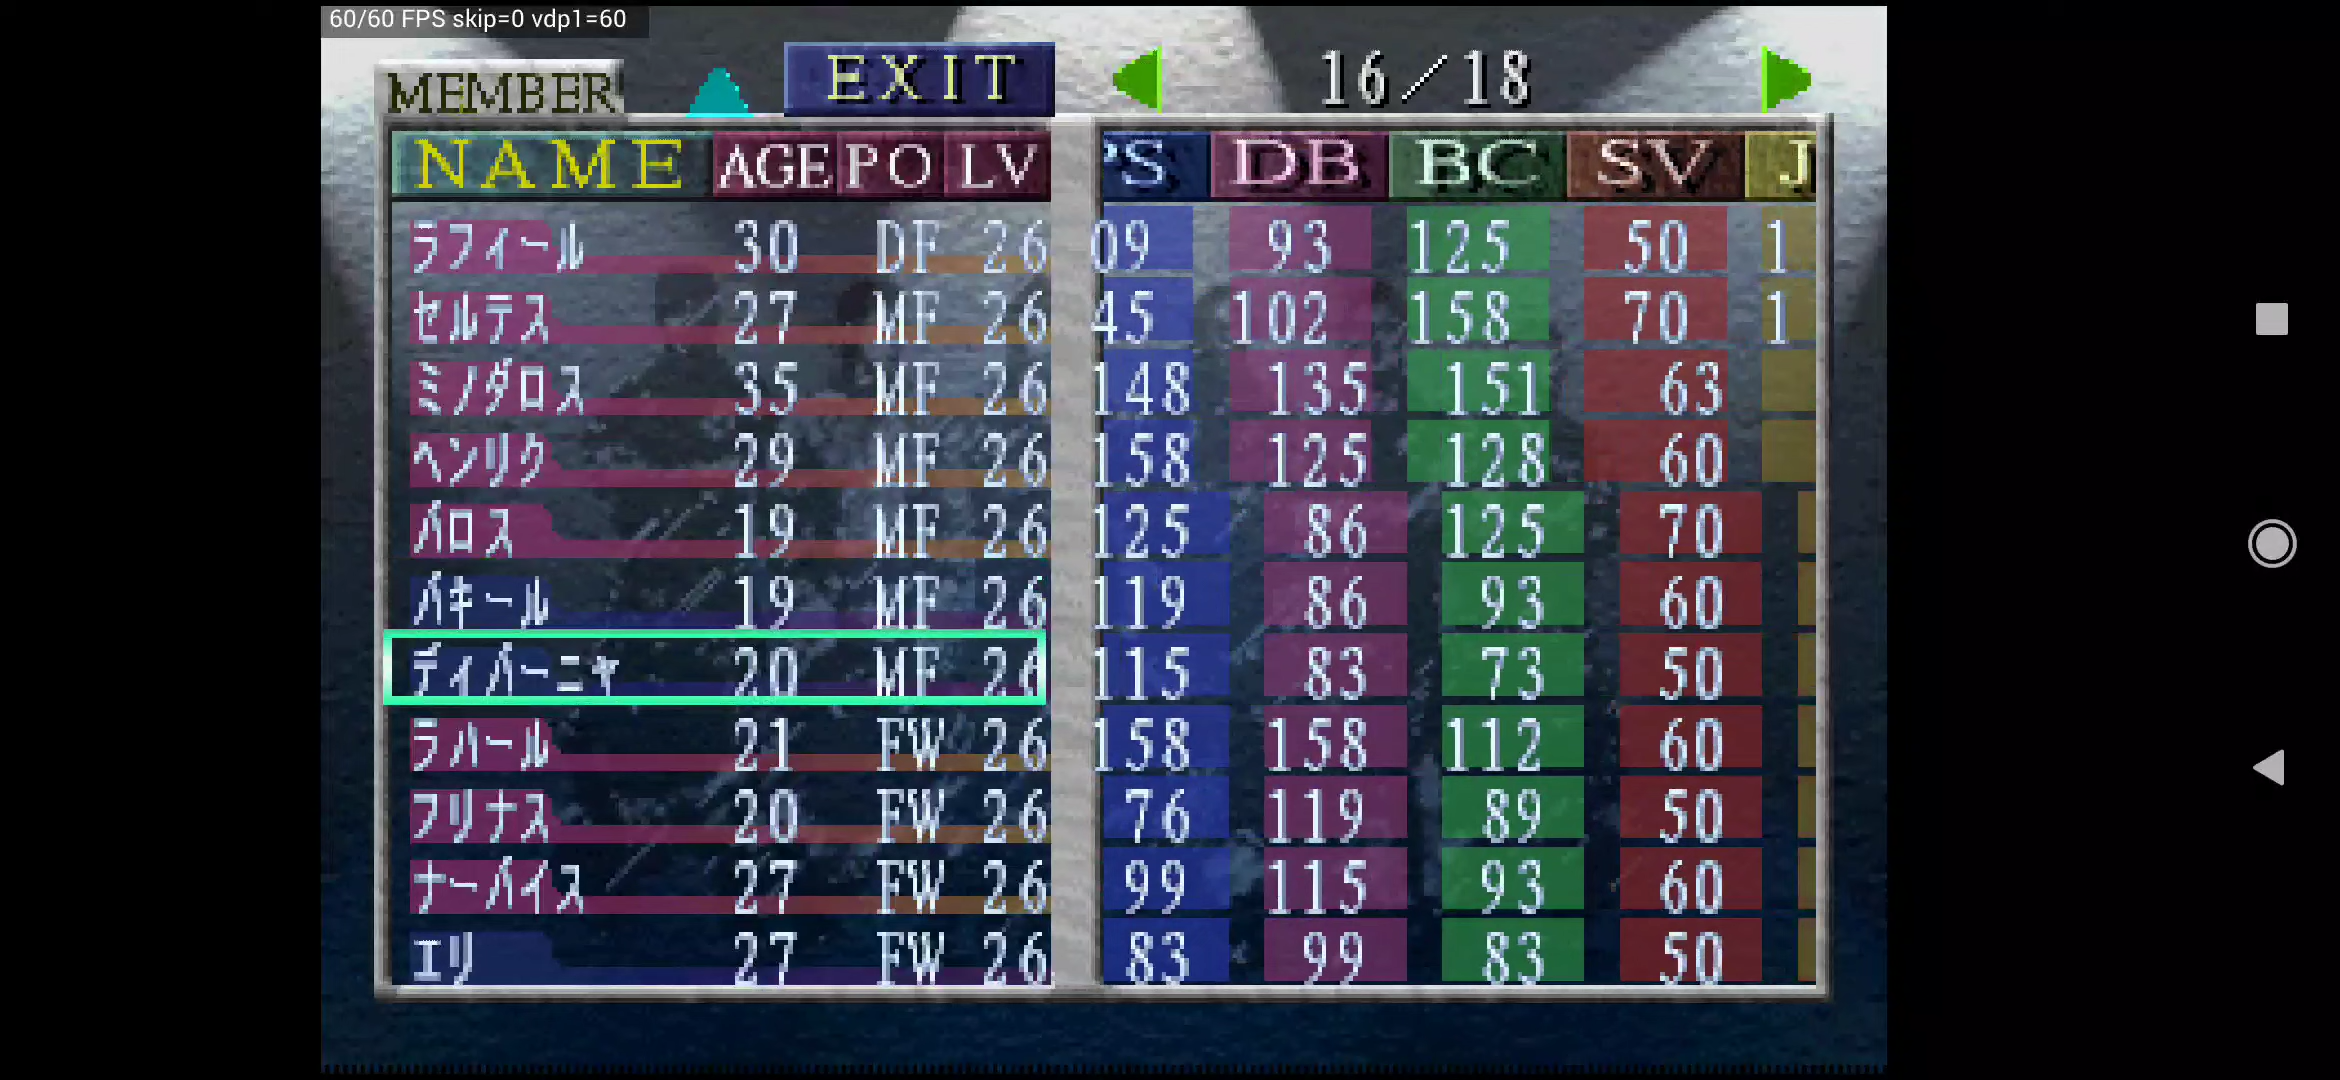 60/60 FPS skip=0 vdp1=60
MEMBER EXIT 16/18
NAME AGE PO LV PS DB BC SV J
ラフィール 30 DF 26 09 93 125 50 1
セルテス 27 MF 26 45 102 158 70 1
ミノダロス 35 MF 26 148 135 151 63
ヘンリク 29 MF 26 158 125 128 60
バロス 19 MF 26 125 86 125 70
バキール 19 MF 26 119 86 93 60
ディバーニャ 20 MF 26 115 83 73 50
ラハール 21 FW 26 158 158 112 60
フリナス 20 FW 26 76 119 89 50
ナーバイス 27 FW 26 99 115 93 60
エリ 27 FW 26 83 99 83 50